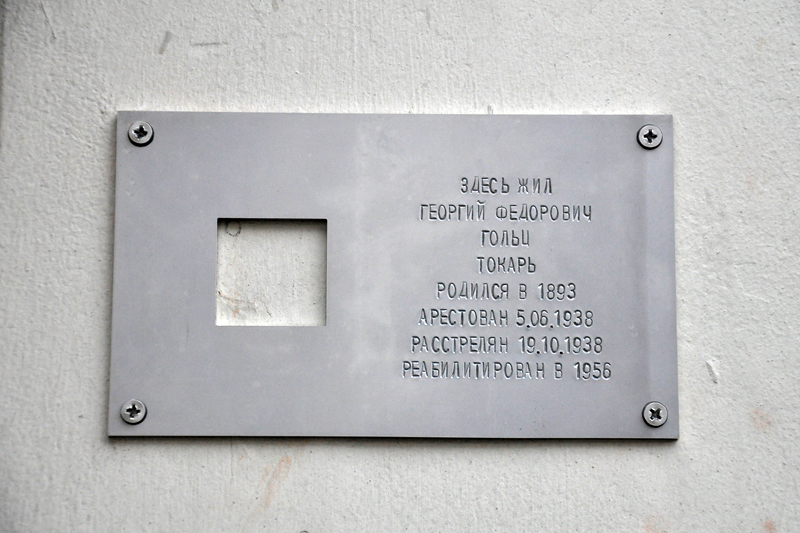 ЗДЕСЬ ЖИЛ
ГЕОРГИЙ ФЕДОРОВИЧ
ГОЛЬЦ
ТОКАРЬ
РОДИЛСЯ В 1893
АРЕСТОВАН 5.06.1938
РАССТРЕЛЯН 19.10.1938
РЕАБИЛИТИРОВАН В 1956